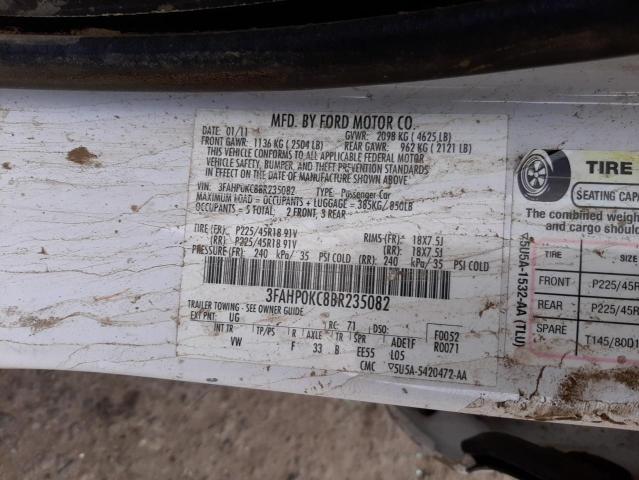 MFD. BY FORD MOTOR CO.
DATE: 01/11 GVWR: 2098 KG ( 4625 LB)
FRONT GAWR: 1136 KG ( 2504 LB) REAR GAWR: 962 KG ( 2121 LB)
THIS VEHICLE CONFORMS TO ALL APPLICABLE FEDERAL MOTOR
VEHICLE SAFETY, BUMPER, AND THEFT PREVENTION STANDARDS
IN EFFECT ON THE DATE OF MANUFACTURE SHOWN ABOVE.
VIN: 3FAHP0KC8BR235082 TYPE: Passenger Car
MAXIMUM LOAD = OCCUPANTS + LUGGAGE = 385KG / 850LB
OCCUPANTS = 5 TOTAL 2 FRONT, 3 REAR
TIRE (FR): P225/45R18 91V RIMS (FR): 18X7.5J
(RR): P225/45R18 91V (RR): 18X7.5J
PRESSURE (FR): 240 kPa/ 35 PSI COLD (RR): 240 kPa/ 35 PSI COLD
3FAHP0KC8BR235082
TRAILER TOWING - SEE OWNER GUIDE.
EXT PNT: UG RC: 71 DSO: F0052
INT TR TP/PS R AXLE TR SPR ADE1F R0071
VW F 33 B EE55 L05
CMC ▽5U5A-5420472-AA
TIRE
SEATING CAPA
The combined weigh
and cargo should
TIRE
FRONT P225/45R
REAR P225/45R
SPARE T145/80D1
▽5U5A-1532-AA (TLU)